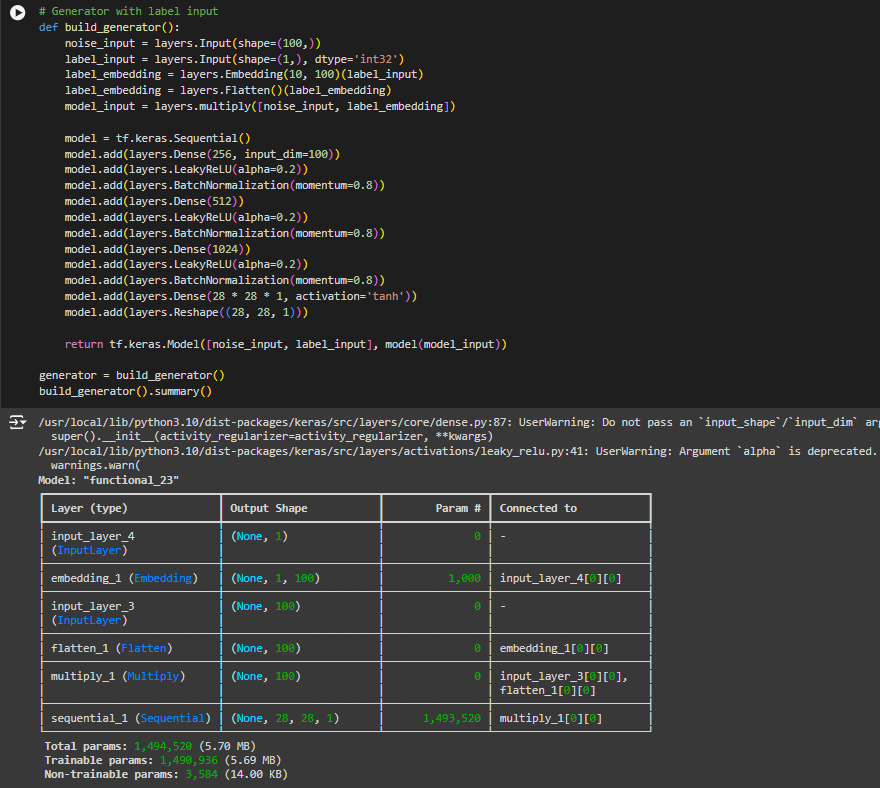 # Generator with label input
def build_generator():
    noise_input = layers.Input(shape=(100,))
    label_input = layers.Input(shape=(1,), dtype='int32')
    label_embedding = layers.Embedding(10, 100)(label_input)
    label_embedding = layers.Flatten()(label_embedding)
    model_input = layers.multiply([noise_input, label_embedding])

    model = tf.keras.Sequential()
    model.add(layers.Dense(256, input_dim=100))
    model.add(layers.LeakyReLU(alpha=0.2))
    model.add(layers.BatchNormalization(momentum=0.8))
    model.add(layers.Dense(512))
    model.add(layers.LeakyReLU(alpha=0.2))
    model.add(layers.BatchNormalization(momentum=0.8))
    model.add(layers.Dense(1024))
    model.add(layers.LeakyReLU(alpha=0.2))
    model.add(layers.BatchNormalization(momentum=0.8))
    model.add(layers.Dense(28 * 28 * 1, activation='tanh'))
    model.add(layers.Reshape((28, 28, 1)))

    return tf.keras.Model([noise_input, label_input], model(model_input))

generator = build_generator()
build_generator().summary()
/usr/local/lib/python3.10/dist-packages/keras/src/layers/core/dense.py:87: UserWarning: Do not pass an `input_shape`/`input_dim` arg
  super().__init__(activity_regularizer=activity_regularizer, **kwargs)
/usr/local/lib/python3.10/dist-packages/keras/src/layers/activations/leaky_relu.py:41: UserWarning: Argument `alpha` is deprecated.
  warnings.warn(
Model: "functional_23"
Layer (type) Output Shape Param # Connected to
input_layer_4 (None, 1) 0 -
(InputLayer)
embedding_1 (Embedding) (None, 1, 100) 1,000 input_layer_4[0][0]
input_layer_3 (None, 100) 0 -
(InputLayer)
flatten_1 (Flatten) (None, 100) 0 embedding_1[0][0]
multiply_1 (Multiply) (None, 100) 0 input_layer_3[0][0],
flatten_1[0][0]
sequential_1 (Sequential) (None, 28, 28, 1) 1,493,520 multiply_1[0][0]
Total params: 1,494,520 (5.70 MB)
Trainable params: 1,490,936 (5.69 MB)
Non-trainable params: 3,584 (14.00 KB)